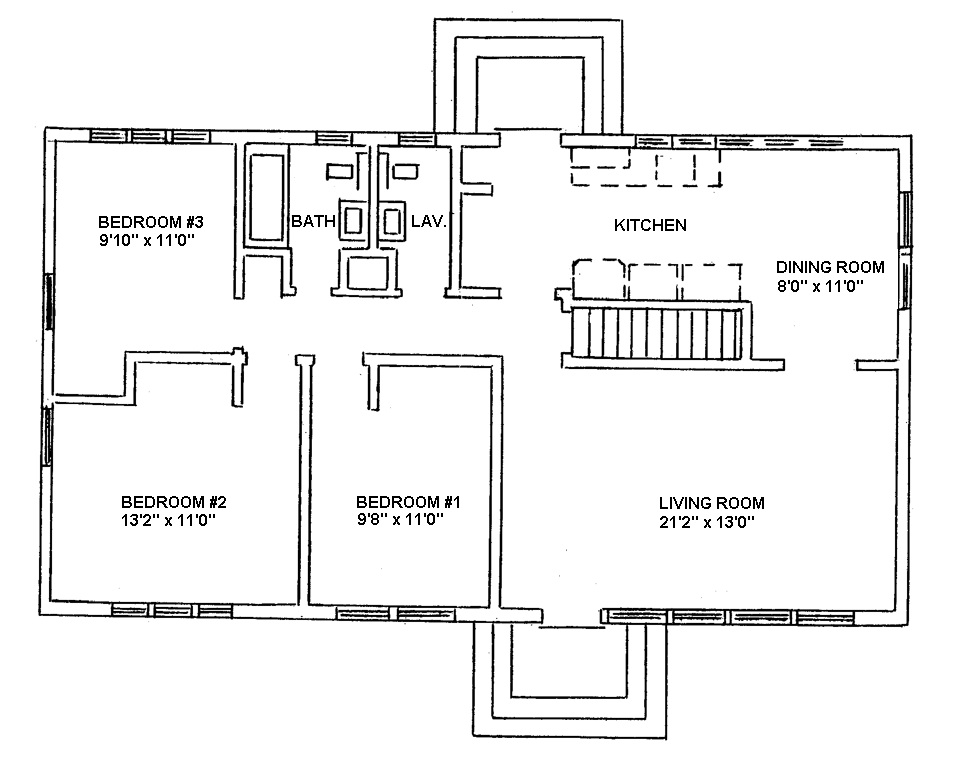 BEDROOM #3
9'10" x 11'0"
BATH
LAV.
KITCHEN
DINING ROOM
8'0" x 11'0"
BEDROOM #2
13'2" x 11'0"
BEDROOM #1
9'8" x 11'0"
LIVING ROOM
21'2" x 13'0"